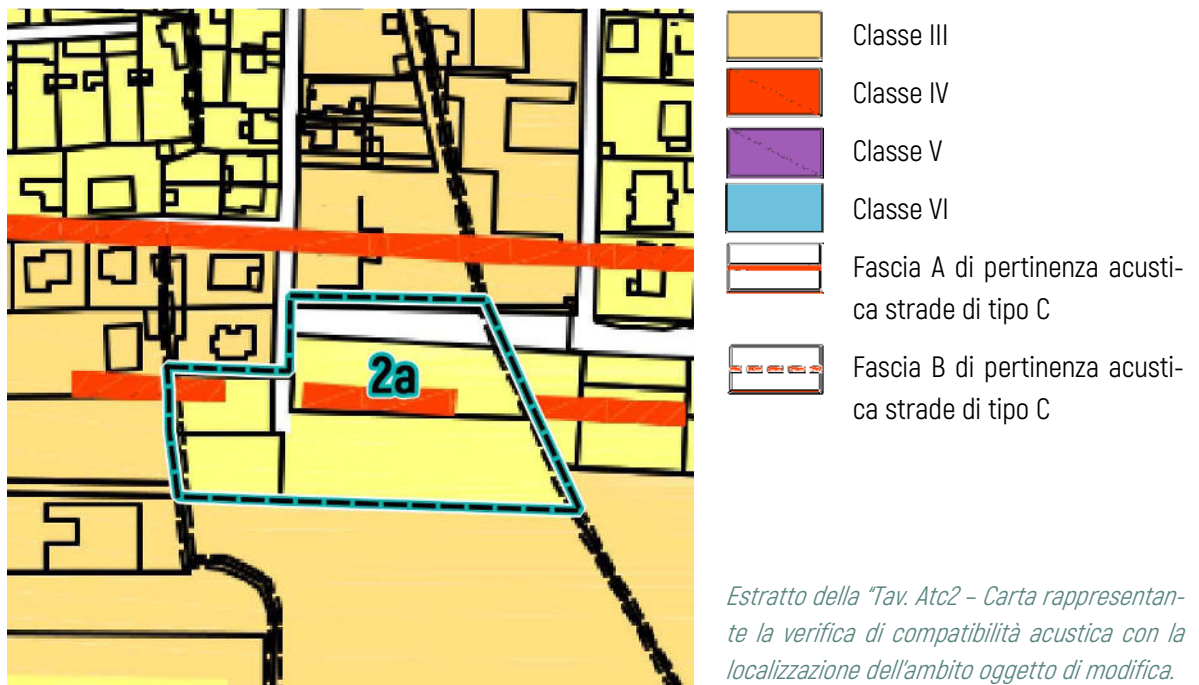 2a
Classe III
Classe IV
Classe V
Classe VI
Fascia A di pertinenza acusti-
ca strade di tipo C
Fascia B di pertinenza acusti-
ca strade di tipo C
Estratto della “Tav. Atc2 – Carta rappresentan-
te la verifica di compatibilità acustica con la
localizzazione dell'ambito oggetto di modifica.